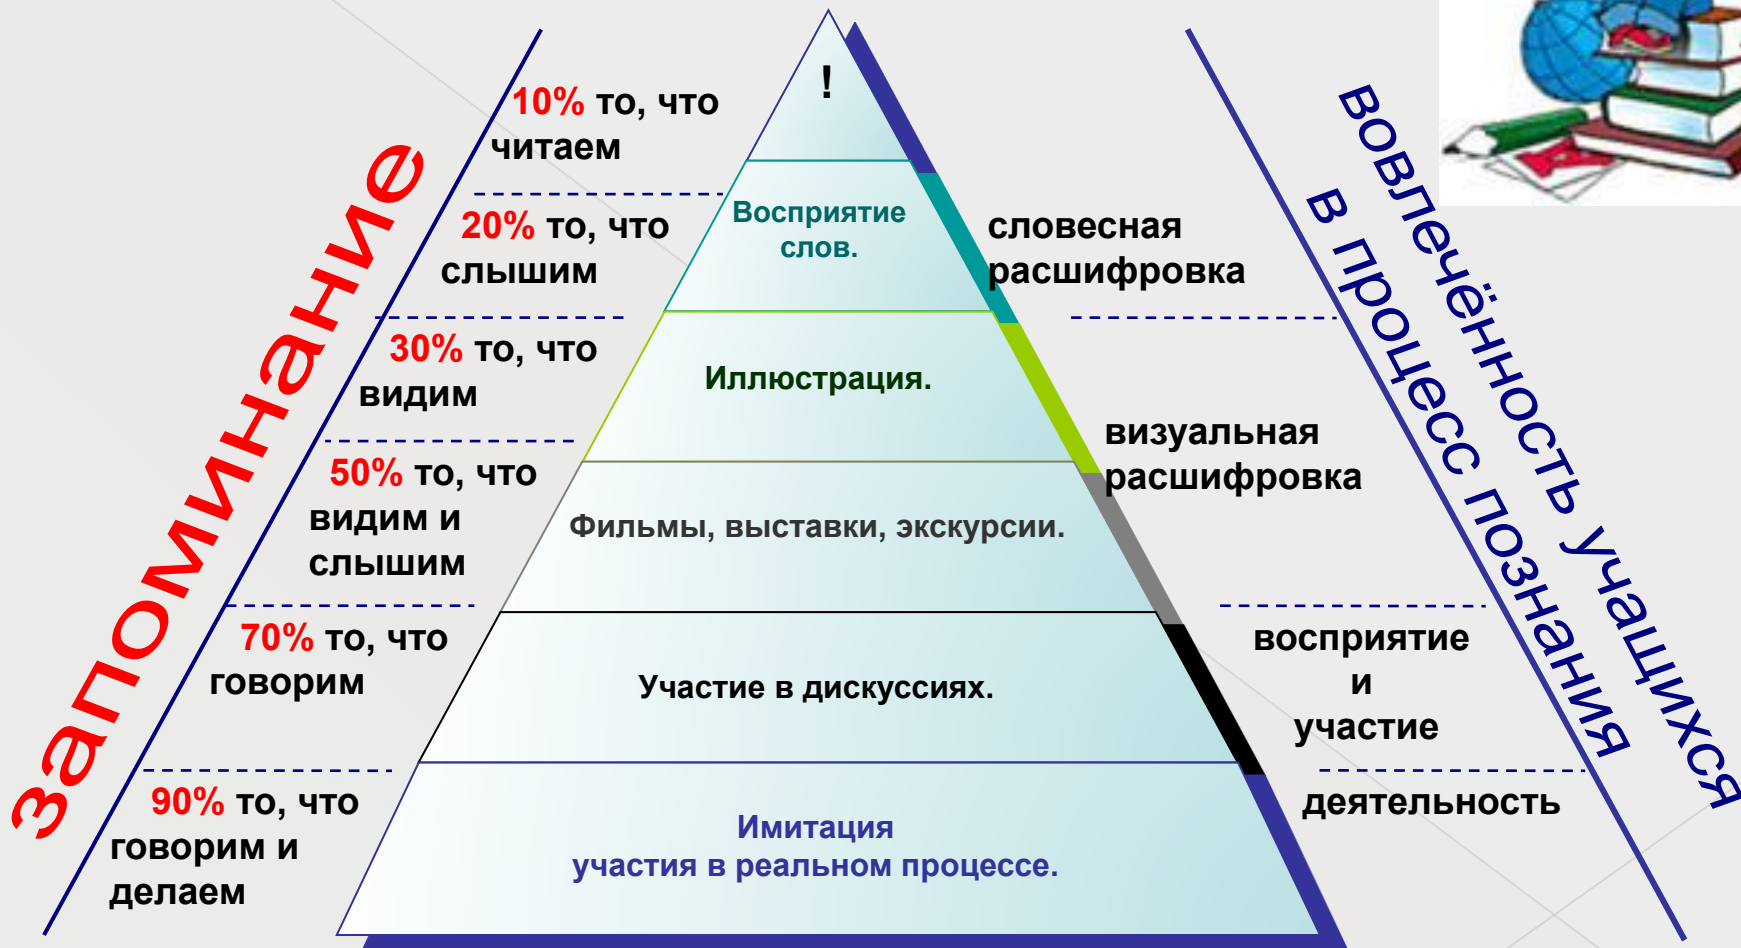 Запоминание
10% то, что
читаем
20% то, что
слышим
30% то, что
видим
50% то, что
видим и
слышим
70% то, что
говорим
90% то, что
говорим и
делаем
!
Восприятие
слов.
Иллюстрация.
Фильмы, выставки, экскурсии.
Участие в дискуссиях.
Имитация
участия в реальном процессе.
словесная
расшифровка
визуальная
расшифровка
восприятие
и
участие
деятельность
вовлечённость учащихся
в процесс познания